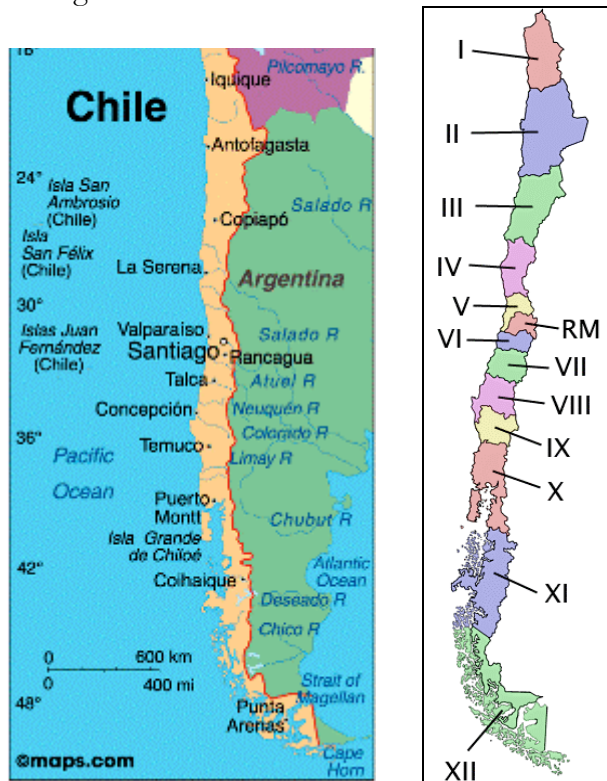 Pilcomayo R.
Iquique
Chile
Antofagasta
24°
Isla San
Ambrosio
(Chile)
Salado R
Copiapó
Isla
San Félix
(Chile)
La Serena
Argentina
30°
Islas Juan
Fernández
(Chile)
Valparaiso
Salado R
Santiago
Rancagua
Talca
Atuel R
Concepción
Neuquén R
Colorado R
36°
Temuco
Limay R
Pacific
Ocean
Puerto
Montt
Chubut R
Isla Grande
de Chiloé
42°
Atlantic
Ocean
Coihaique
Deseado R
Chico R
0 600 km
0 400 mi
48°
Strait of
Magellan
Punta
Arenas
©maps.com
Cape
Horn
I
II
III
IV
V
RM
VI
VII
VIII
IX
X
XI
XII